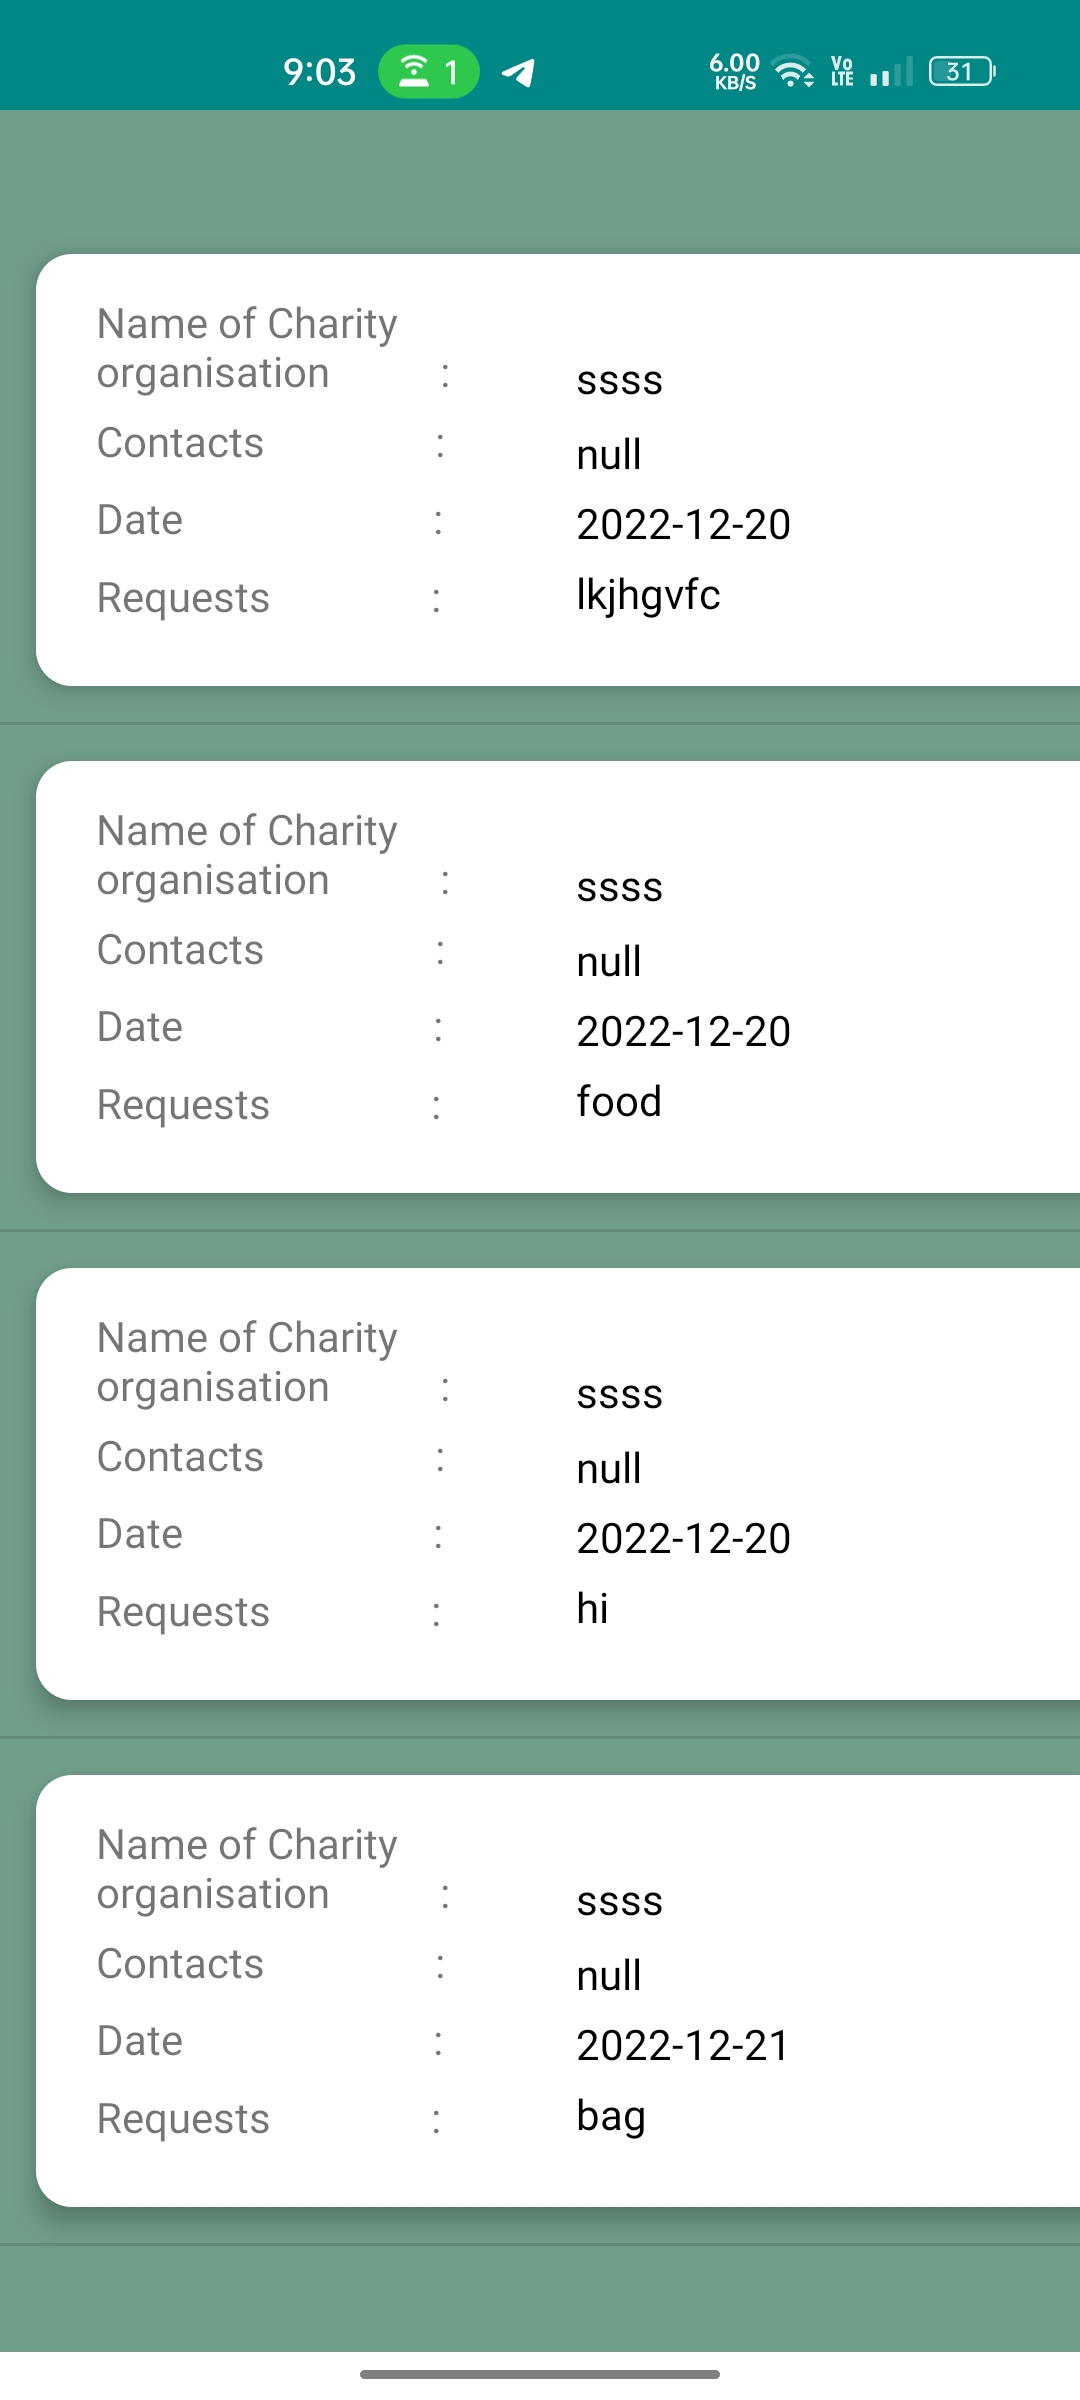 9:03 1 6.00 KB/S Vo LTE 31
Name of Charity
organisation : ssss
Contacts : null
Date : 2022-12-20
Requests : lkjhgvfc
Name of Charity
organisation : ssss
Contacts : null
Date : 2022-12-20
Requests : food
Name of Charity
organisation : ssss
Contacts : null
Date : 2022-12-20
Requests : hi
Name of Charity
organisation : ssss
Contacts : null
Date : 2022-12-21
Requests : bag